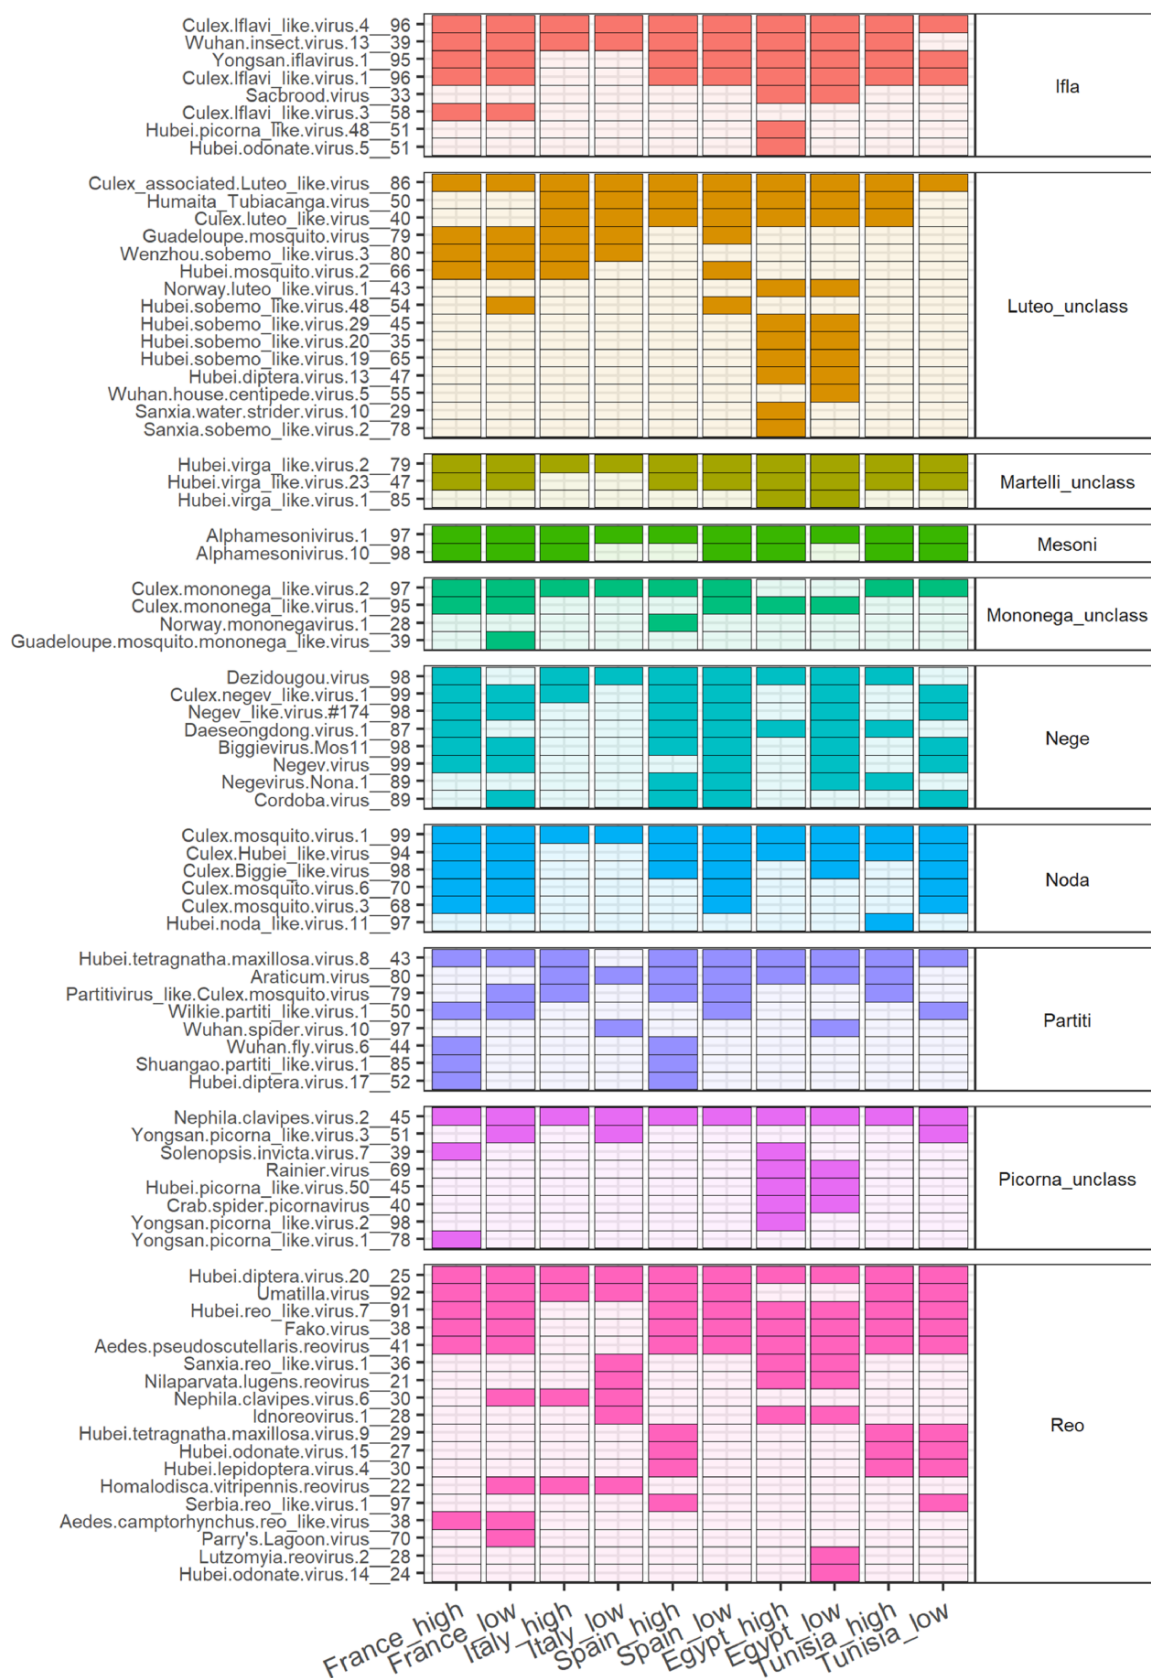 Culex.Iflavi_like.virus.4__96
Wuhan.insect.virus.13__39
Yongsan.iflavirus.1__95
Culex.Iflavi_like.virus.1__96
Sacbrood.virus__33
Culex.Iflavi_like.virus.3__58
Hubei.picorna_like.virus.48__51
Hubei.odonate.virus.5__51
Ifla
Culex_associated.Luteo_like.virus__86
Humaita_Tubiacanga.virus__50
Culex.luteo_like.virus__40
Guadeloupe.mosquito.virus__79
Wenzhou.sobemo_like.virus.3__80
Hubei.mosquito.virus.2__66
Norway.luteo_like.virus.1__43
Hubei.sobemo_like.virus.48__54
Hubei.sobemo_like.virus.29__45
Hubei.sobemo_like.virus.20__35
Hubei.sobemo_like.virus.19__65
Hubei.diptera.virus.13__47
Wuhan.house.centipede.virus.5__55
Sanxia.water.strider.virus.10__29
Sanxia.sobemo_like.virus.2__78
Luteo_unclass
Hubei.virga_like.virus.2__79
Hubei.virga_like.virus.23__47
Hubei.virga_like.virus.1__85
Martelli_unclass
Alphamesonivirus.1__97
Alphamesonivirus.10__98
Mesoni
Culex.mononega_like.virus.2__97
Culex.mononega_like.virus.1__95
Norway.mononegavirus.1__28
Guadeloupe.mosquito.mononega_like.virus__39
Mononega_unclass
Dezidougou.virus__98
Culex.negev_like.virus.1__99
Negev_like.virus.#174__98
Daeseongdong.virus.1__87
Biggievirus.Mos11__98
Negev.virus__99
Negevirus.Nona.1__89
Cordoba.virus__89
Nege
Culex.mosquito.virus.1__99
Culex.Hubei_like.virus__94
Culex.Biggie_like.virus__98
Culex.mosquito.virus.6__70
Culex.mosquito.virus.3__68
Hubei.noda_like.virus.11__97
Noda
Hubei.tetragnatha.maxillosa.virus.8__43
Araticum.virus__80
Partitivirus_like.Culex.mosquito.virus__79
Wilkie.partiti_like.virus.1__50
Wuhan.spider.virus.10__97
Wuhan.fly.virus.6__44
Shuangao.partiti_like.virus.1__85
Hubei.diptera.virus.17__52
Partiti
Nephila.clavipes.virus.2__45
Yongsan.picorna_like.virus.3__51
Solenopsis.invicta.virus.7__39
Rainier.virus__69
Hubei.picorna_like.virus.50__45
Crab.spider.picornavirus__40
Yongsan.picorna_like.virus.2__98
Yongsan.picorna_like.virus.1__78
Picorna_unclass
Hubei.diptera.virus.20__25
Umatilla.virus__92
Hubei.reo_like.virus.7__91
Fako.virus__38
Aedes.pseudoscutellaris.reovirus__41
Sanxia.reo_like.virus.1__36
Nilaparvata.lugens.reovirus__21
Nephila.clavipes.virus.6__30
Idnoreovirus.1__28
Hubei.tetragnatha.maxillosa.virus.9__29
Hubei.odonate.virus.15__27
Hubei.lepidoptera.virus.4__30
Homalodisca.vitripennis.reovirus__22
Serbia.reo_like.virus.1__97
Aedes.camptorhynchus.reo_like.virus__38
Parry's.Lagoon.virus__70
Lutzomyia.reovirus.2__28
Hubei.odonate.virus.14__24
Reo
France_high
France_low
Italy_high
Italy_low
Spain_high
Spain_low
Egypt_high
Egypt_low
Tunisia_high
Tunisia_low